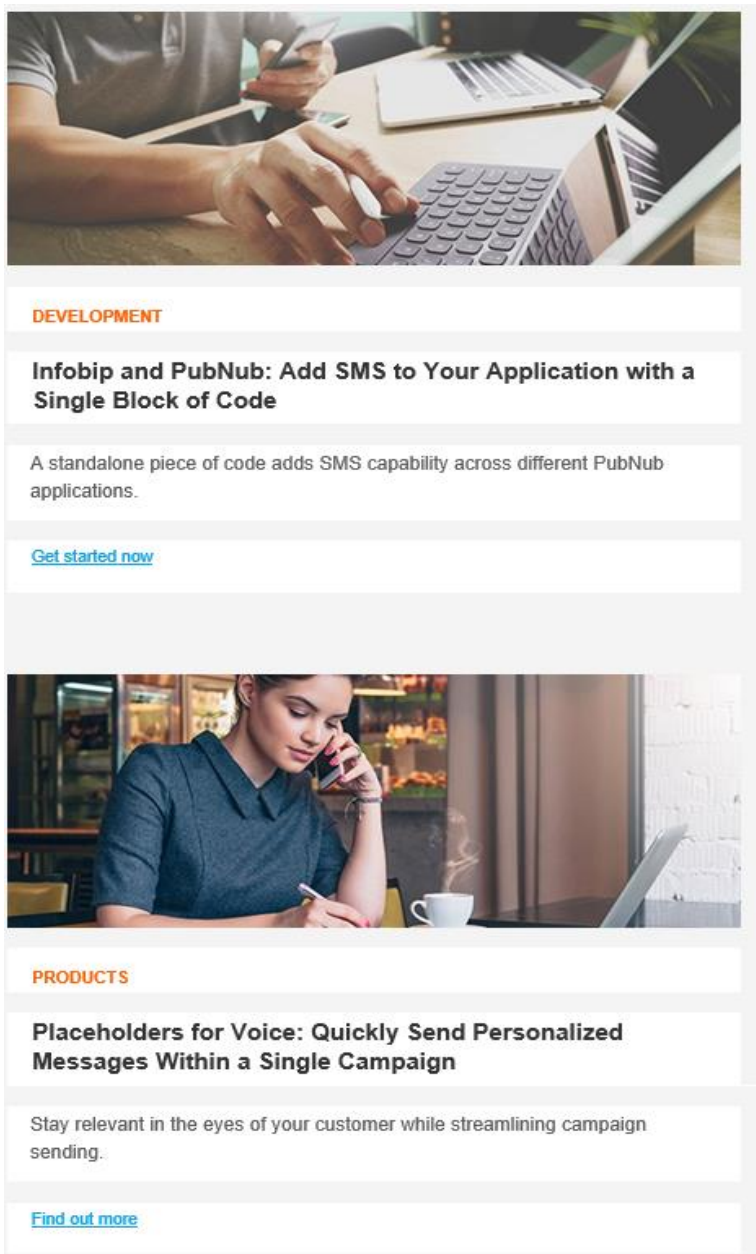 DEVELOPMENT
Infobip and PubNub: Add SMS to Your Application with a
Single Block of Code
A standalone piece of code adds SMS capability across different PubNub
applications.
Get started now
PRODUCTS
Placeholders for Voice: Quickly Send Personalized
Messages Within a Single Campaign
Stay relevant in the eyes of your customer while streamlining campaign
sending.
Find out more